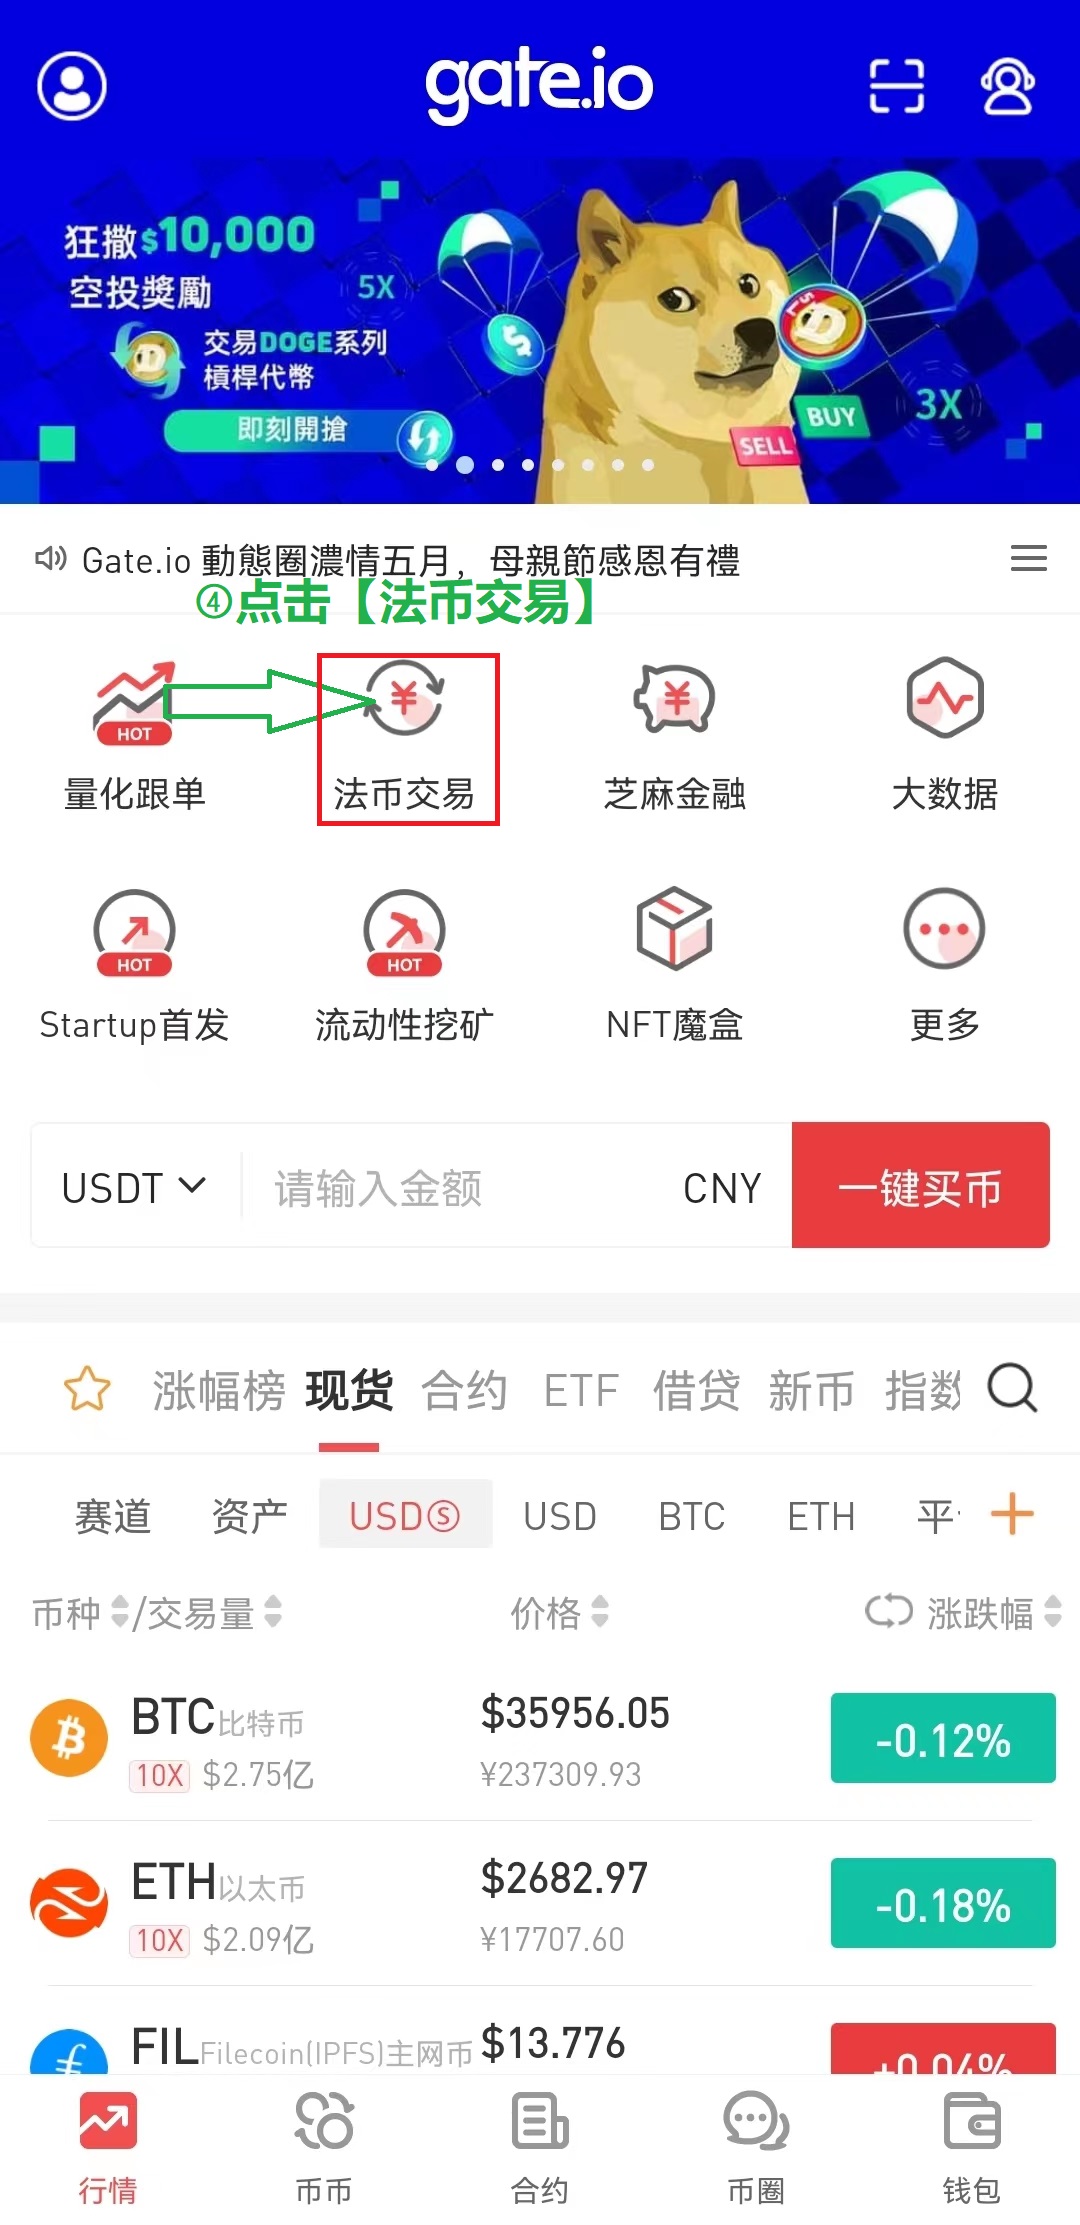 gate.io
狂撒$10,000
空投獎勵
5X
交易DOGE系列
槓桿代幣
即刻開搶
BUY
SELL
3X
Gate.io 動態圈濃情五月，母親節感恩有禮
④点击【法币交易】
HOT
量化跟单
法币交易
芝麻金融
大数据
HOT
HOT
Startup首发
流动性挖矿
NFT魔盒
更多
USDT
请输入金额
CNY
一键买币
涨幅榜 现货 合约 ETF 借贷 新币 指数
赛道 资产 USDⓈ USD BTC ETH 平
币种/交易量 价格 涨跌幅
BTC比特币 $35956.05 -0.12%
10X $2.75亿 ¥237309.93
ETH以太币 $2682.97 -0.18%
10X $2.09亿 ¥17707.60
FILFilecoin(IPFS)主网币 $13.776 +0.04%
行情 币币 合约 币圈 钱包